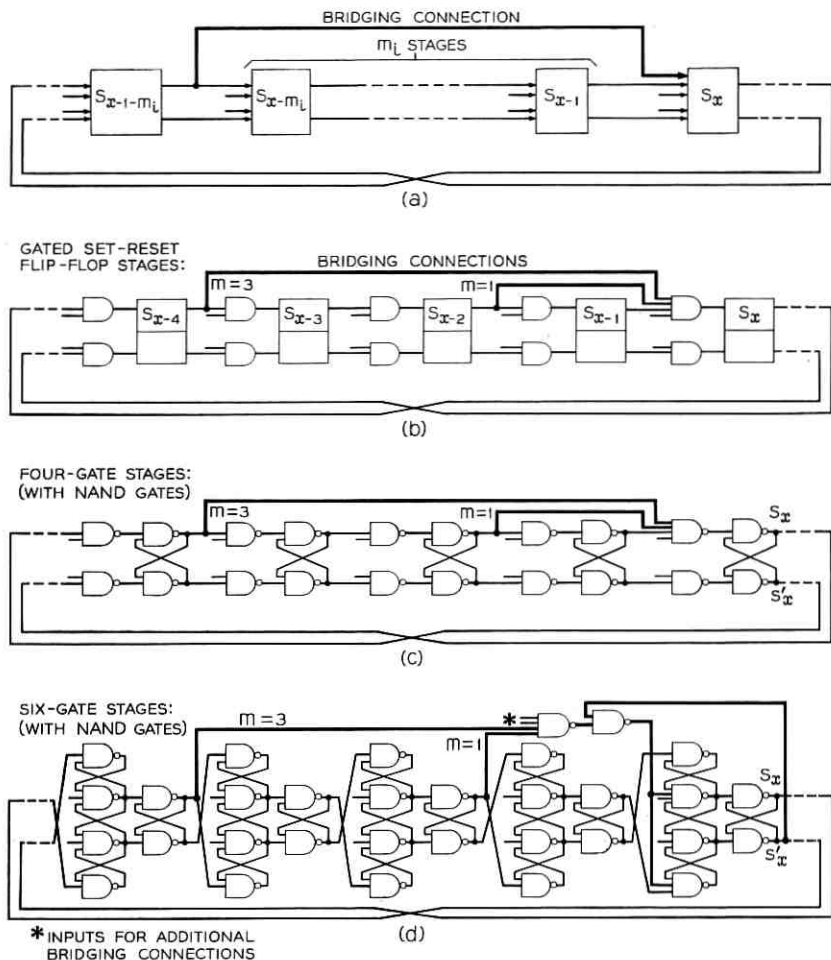 BRIDGING CONNECTION
mi STAGES
Sx-1-mi
Sx-mi
Sx-1
Sx
(a)
GATED SET-RESET
FLIP-FLOP STAGES:
BRIDGING CONNECTIONS
m=3
m=1
Sx-4
Sx-3
Sx-2
Sx-1
Sx
(b)
FOUR-GATE STAGES:
(WITH NAND GATES)
m=3
m=1
Sx
S'x
(c)
SIX-GATE STAGES:
(WITH NAND GATES)
m=3
*
m=1
Sx
S'x
*INPUTS FOR ADDITIONAL
BRIDGING CONNECTIONS
(d)